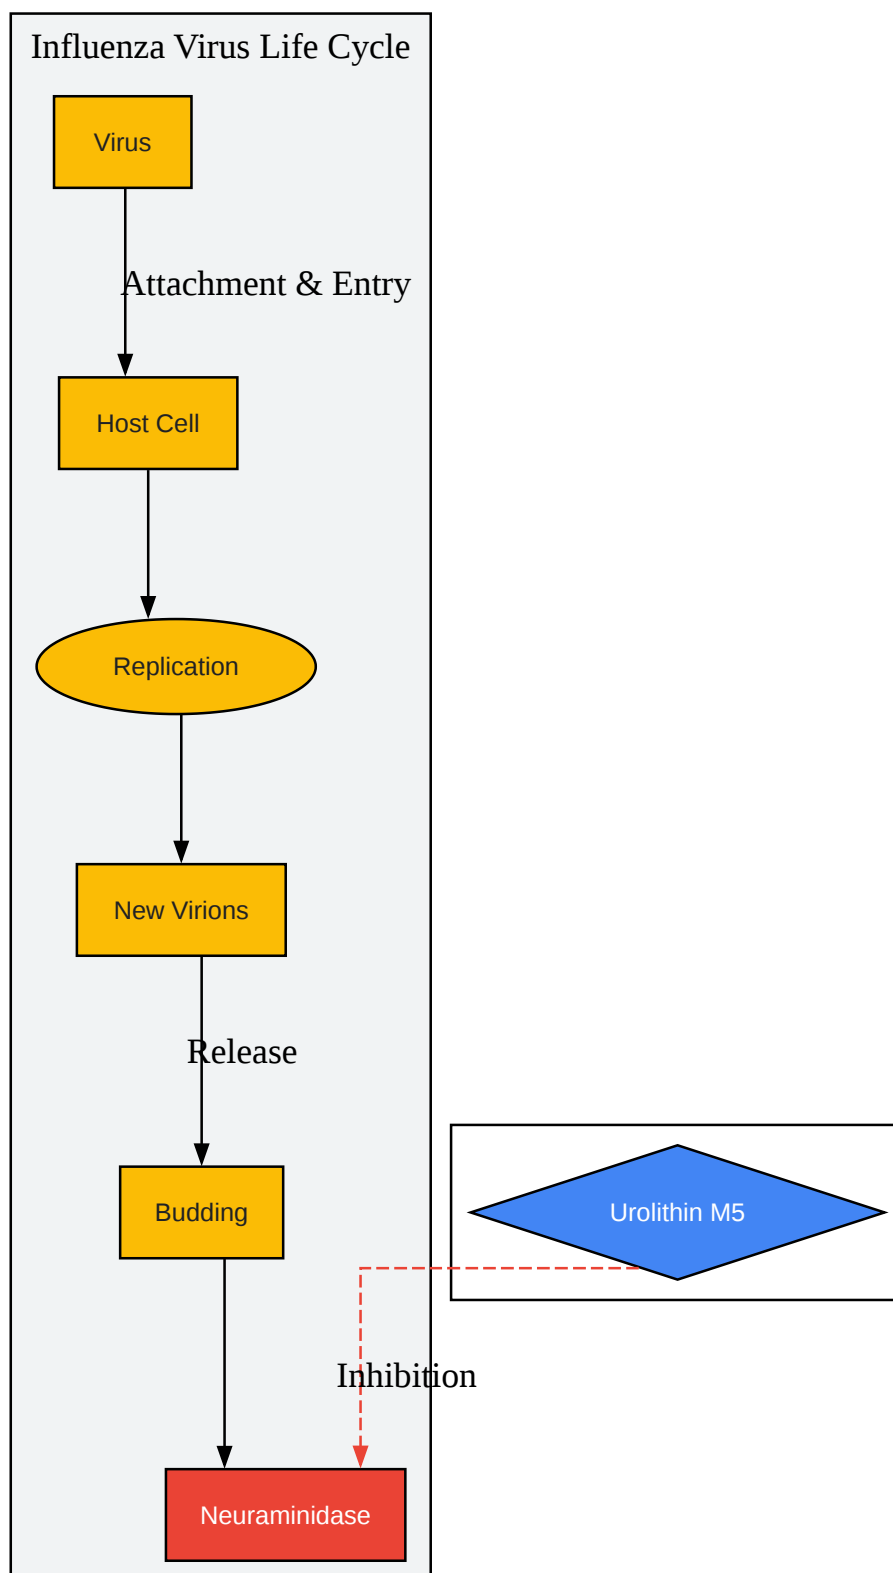 Influenza Virus Life Cycle
Virus
Attachment & Entry
Host Cell
Replication
New Virions
Release
Budding
Urolithin M5
Inhibition
Neuraminidase